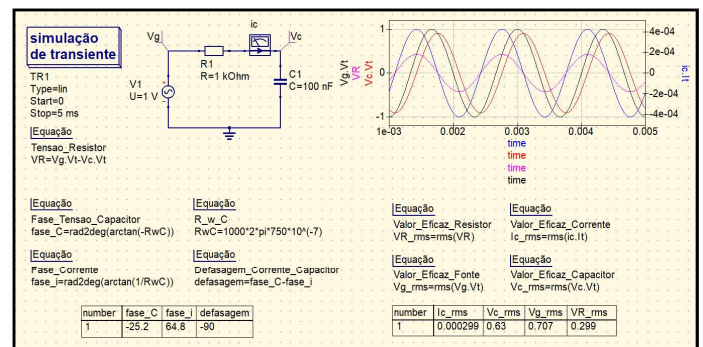 simulação
de transiente
TR1
Type=lin
Start=0
Stop=5 ms
Equação
Tensao_Resistor
VR=Vg.Vt-Vc.Vt
Vg
ic
Vc
R1
R=1 kOhm
V1
U=1 V
C1
C=100 nF
Vg.Vt
VR
Vc.Vt
1
0
-1
4e-04
2e-04
0
-2e-04
-4e-04
ic.It
1e-03 0.002 0.003 0.004 0.005
time
time
time
time
Equação
Fase_Tensao_Capacitor
fase_C=rad2deg(arctan(-RwC))
Equação
R_w_C
RwC=1000*2*pi*750*10^(-7)
Equação
Fase_Corrente
fase_i=rad2deg(arctan(1/RwC))
Equação
Defasagem_Corrente_Capacitor
defasagem=fase_C-fase_i
Equação
Valor_Eficaz_Resistor
VR_rms=rms(VR)
Equação
Valor_Eficaz_Corrente
Ic_rms=rms(ic.It)
Equação
Valor_Eficaz_Fonte
Vg_rms=rms(Vg.Vt)
Equação
Valor_Eficaz_Capacitor
Vc_rms=rms(Vc.Vt)
number fase_C fase_i defasagem
1 -25.2 64.8 -90
number Ic_rms Vc_rms Vg_rms VR_rms
1 0.000299 0.63 0.707 0.299